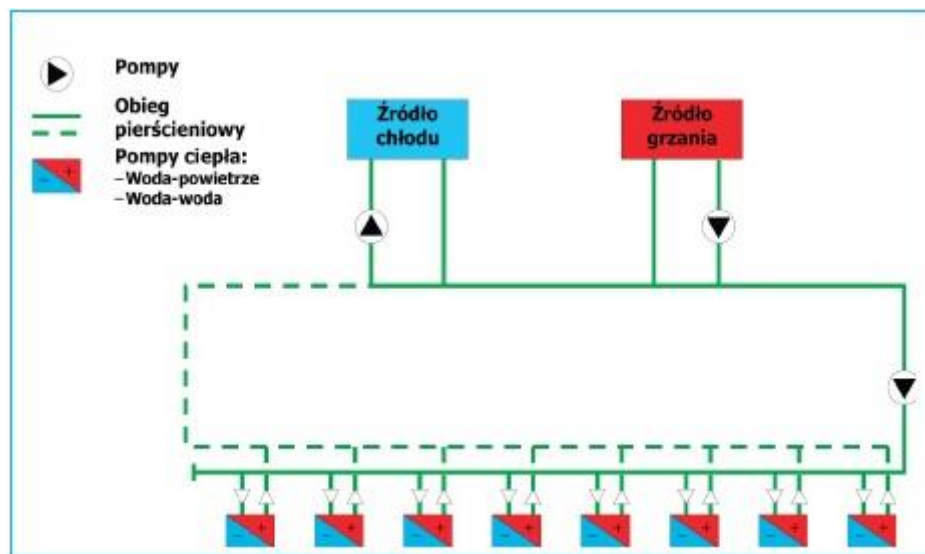 Pompy
Obieg
pierścieniowy
Pompy ciepła:
–Woda-powietrze
–Woda-woda
Źródło
chłodu
Źródło
grzania